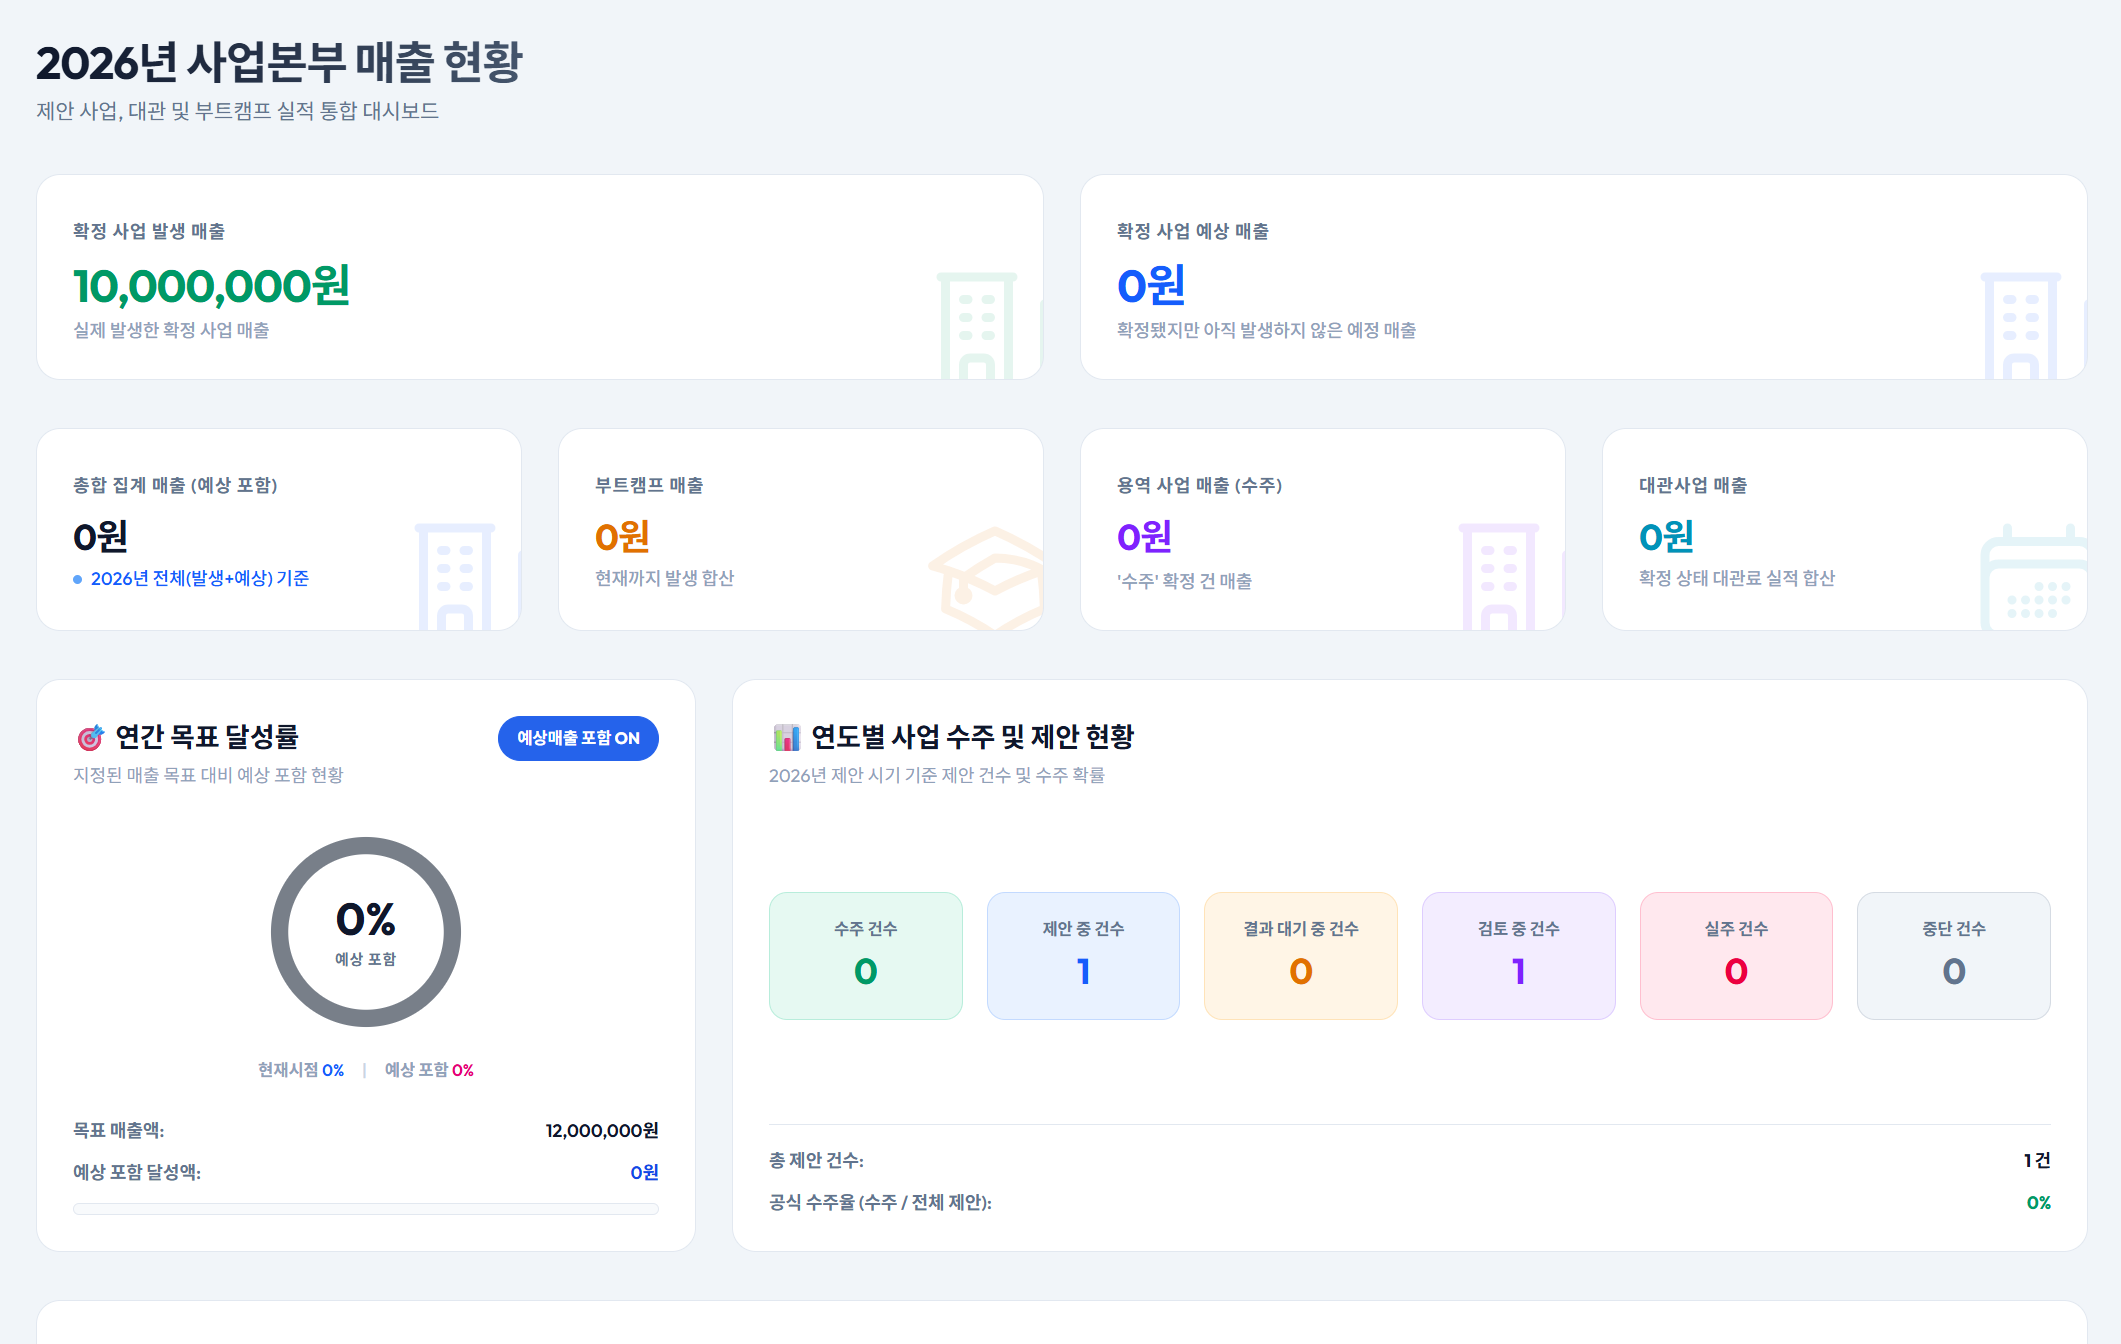 2026년 사업본부 매출 현황
제안 사업, 대관 및 부트캠프 실적 통합 대시보드
확정 사업 발생 매출
10,000,000원
실제 발생한 확정 사업 매출
확정 사업 예상 매출
0원
확정됐지만 아직 발생하지 않은 예정 매출
총합 집계 매출 (예상 포함)
0원
2026년 전체(발생+예상) 기준
부트캠프 매출
0원
현재까지 발생 합산
용역 사업 매출 (수주)
0원
'수주' 확정 건 매출
대관사업 매출
0원
확정 상태 대관료 실적 합산
연간 목표 달성률
예상매출 포함 ON
지정된 매출 목표 대비 예상 포함 현황
0%
예상 포함
현재시점 0% | 예상 포함 0%
목표 매출액: 12,000,000원
예상 포함 달성액: 0원
연도별 사업 수주 및 제안 현황
2026년 제안 시기 기준 제안 건수 및 수주 확률
수주 건수
0
제안 중 건수
1
결과 대기 중 건수
0
검토 중 건수
1
실주 건수
0
중단 건수
0
총 제안 건수: 1 건
공식 수주율 (수주 / 전체 제안): 0%